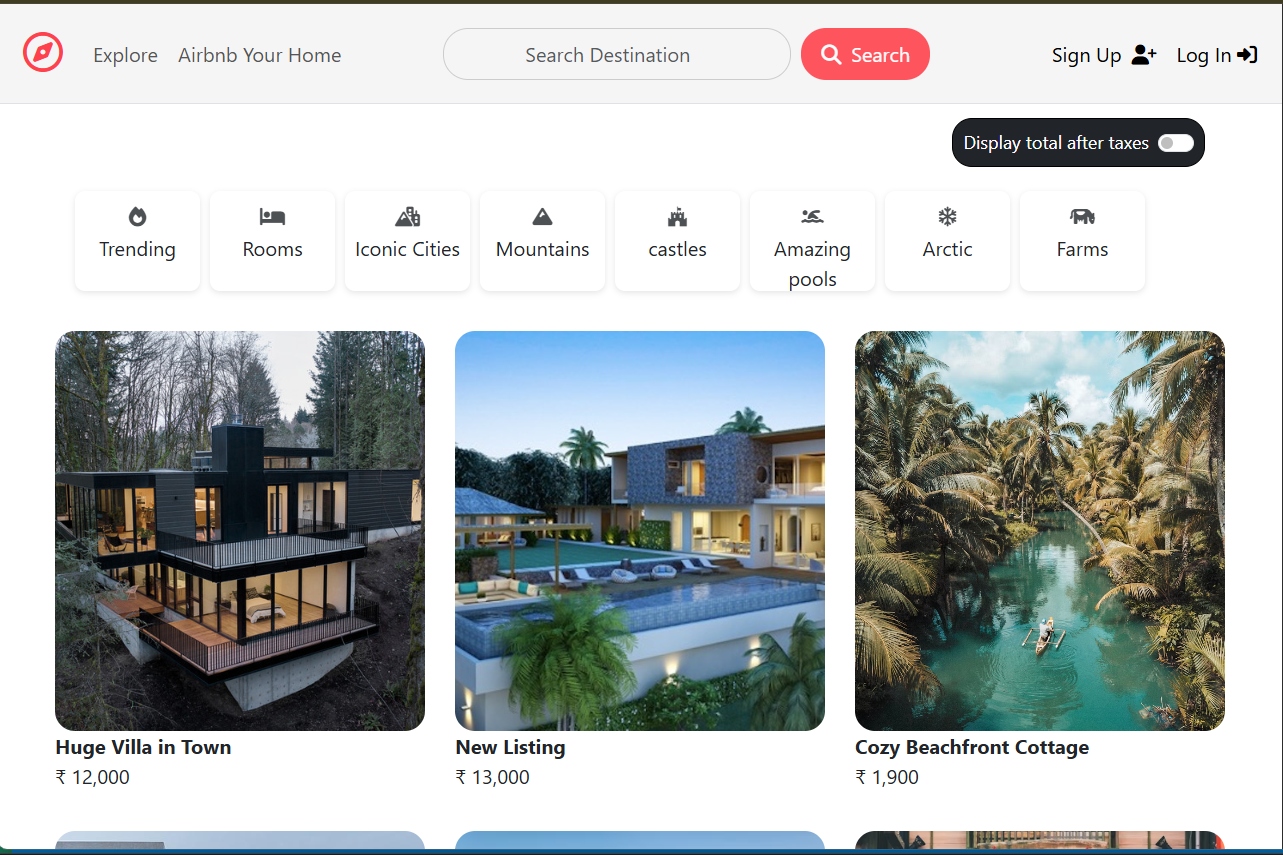 Explore Airbnb Your Home Search Destination Search Sign Up Log In
Display total after taxes
Trending Rooms Iconic Cities Mountains castles Amazing pools Arctic Farms
Huge Villa in Town New Listing Cozy Beachfront Cottage
₹ 12,000 ₹ 13,000 ₹ 1,900